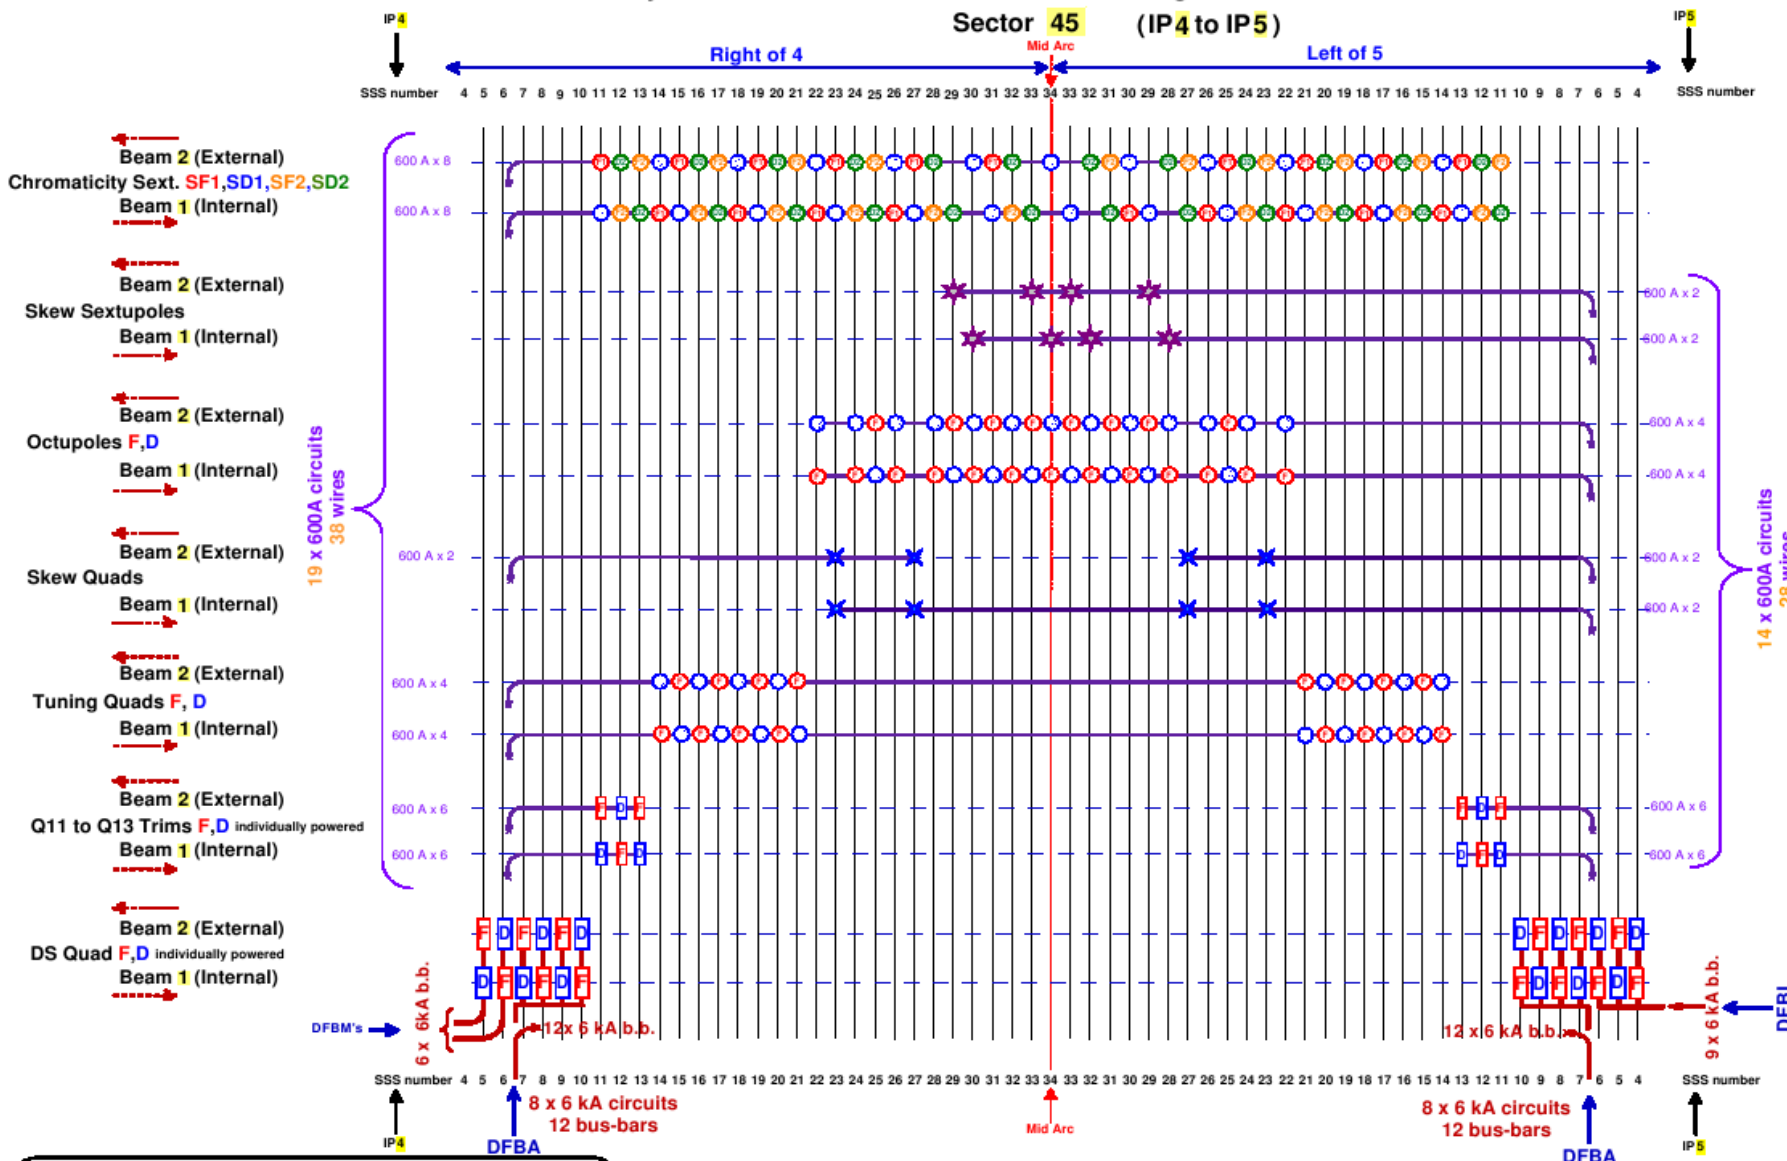 Sector 45 (IP4 to IP5)
IP4
IP5
Mid Arc
Right of 4
Left of 5
SSS number 4 5 6 7 8 9 10 11 12 13 14 15 16 17 18 19 20 21 22 23 24 25 26 27 28 29 30 31 32 33 34 33 32 31 30 29 28 27 26 25 24 23 22 21 20 19 18 17 16 15 14 13 12 11 10 9 8 7 6 5 4 SSS number
Beam 2 (External)
600 A x 8
Chromaticity Sext. SF1,SD1,SF2,SD2
Beam 1 (Internal)
600 A x 8
Beam 2 (External)
600 A x 2
Skew Sextupoles
Beam 1 (Internal)
600 A x 2
Beam 2 (External)
600 A x 4
Octupoles F,D
Beam 1 (Internal)
600 A x 4
19 x 600A circuits
38 wires
14 x 600A circuits
28 wires
Beam 2 (External)
600 A x 2
600 A x 2
Skew Quads
Beam 1 (Internal)
600 A x 2
Beam 2 (External)
600 A x 4
Tuning Quads F, D
Beam 1 (Internal)
600 A x 4
Beam 2 (External)
600 A x 6
F D F
F D F
600 A x 6
Q11 to Q13 Trims F,D individually powered
Beam 1 (Internal)
600 A x 6
D F D
D F D
600 A x 6
Beam 2 (External)
F D F D F D
D F D F D F D
DS Quad F,D individually powered
Beam 1 (Internal)
D F D F D F
F D F D F D F
DFBM's
6 x 6kA b.b.
12x 6 kA b.b.
12 x 6 kA b.b.
9 x 6 kA b.b.
SSS number 4 5 6 7 8 9 10 11 12 13 14 15 16 17 18 19 20 21 22 23 24 25 26 27 28 29 30 31 32 33 34 33 32 31 30 29 28 27 26 25 24 23 22 21 20 19 18 17 16 15 14 13 12 11 10 9 8 7 6 5 4 SSS number
8 x 6 kA circuits
12 bus-bars
8 x 6 kA circuits
12 bus-bars
Mid Arc
IP4
DFBA
DFBA
IP5